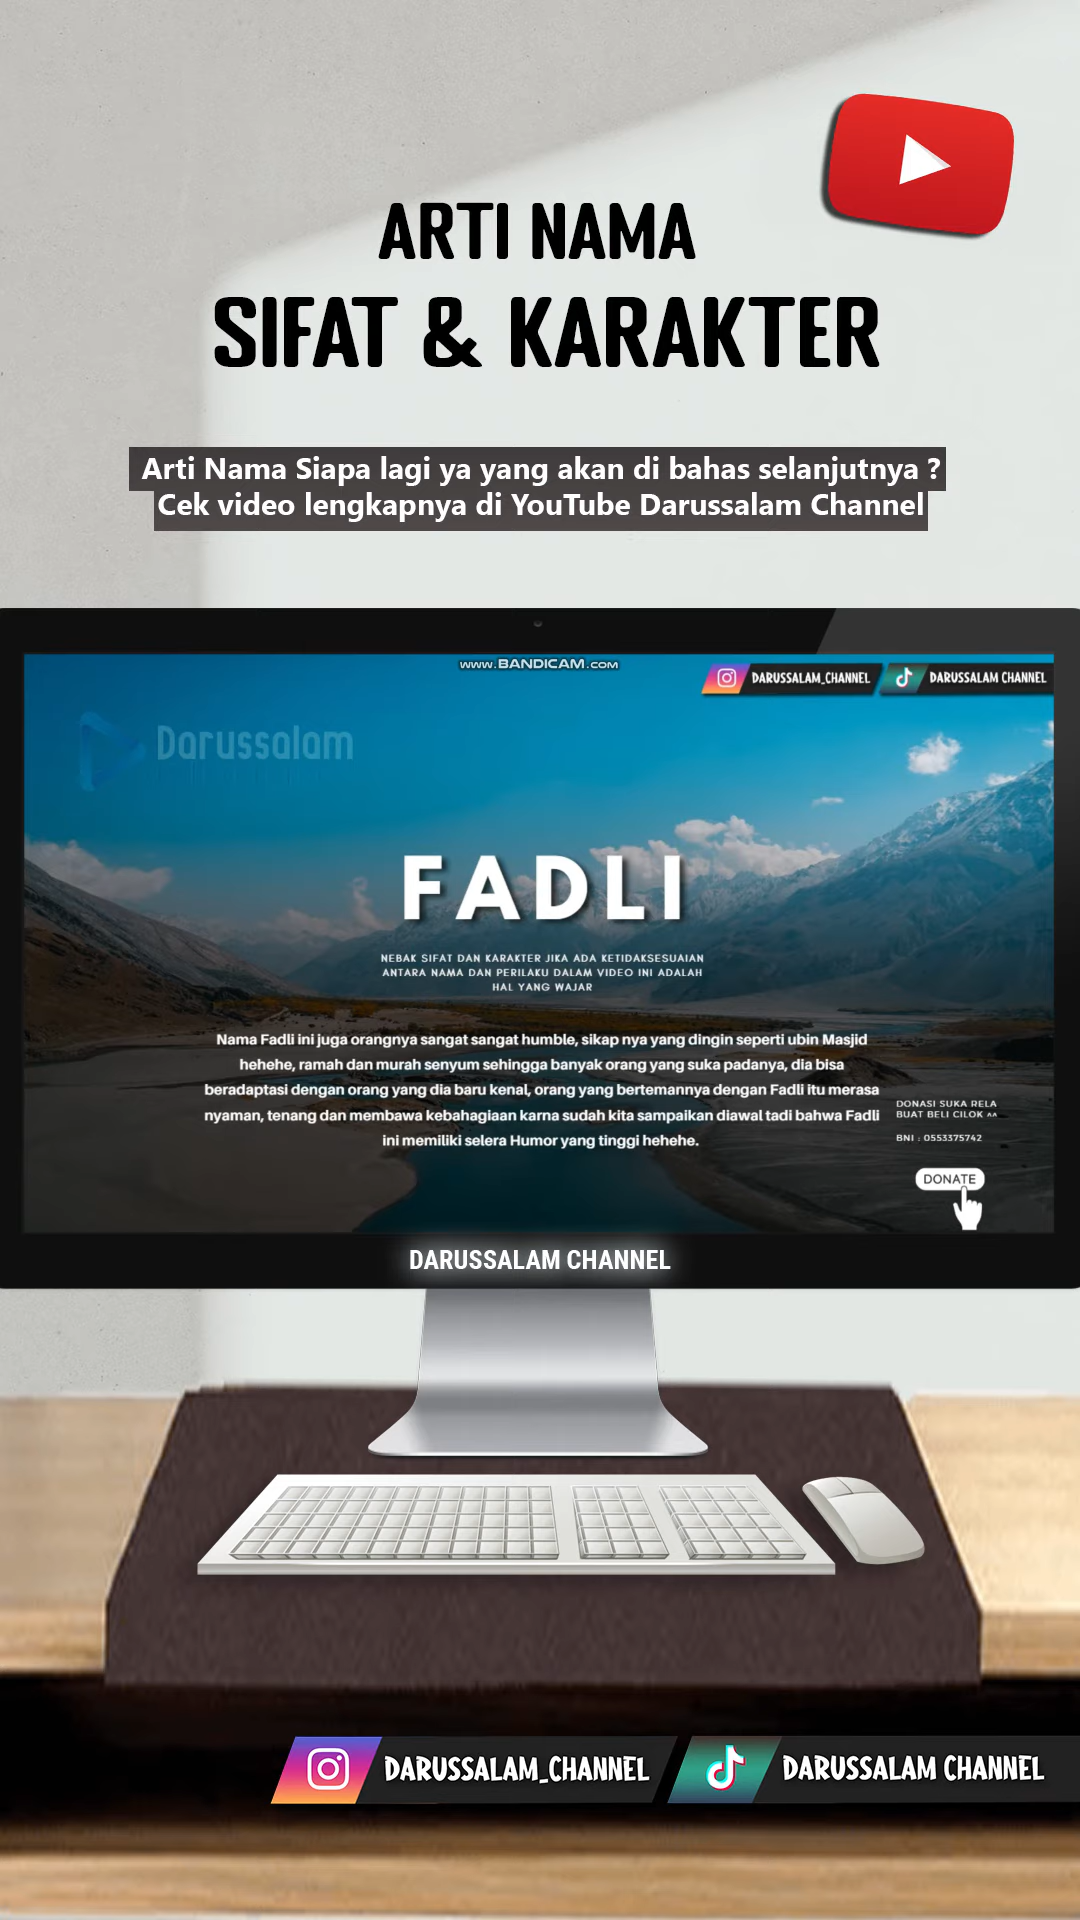 ARTI NAMA
SIFAT & KARAKTER
Arti Nama Siapa lagi ya yang akan di bahas selanjutnya ?
Cek video lengkapnya di YouTube Darussalam Channel
www.BANDICAM.com
DARUSSALAM_CHANNEL
DARUSSALAM CHANNEL
Darussalam
FADLI
NEBAK SIFAT DAN KARAKTER JIKA ADA KETIDAKSESUAIAN
ANTARA NAMA DAN PERILAKU DALAM VIDEO INI ADALAH
HAL YANG WAJAR
Nama Fadli ini juga orangnya sangat sangat humble, sikap nya yang dingin seperti ubin Masjid
hehehe, ramah dan murah senyum sehingga banyak orang yang suka padanya, dia bisa
beradaptasi dengan orang yang dia baru kenal, orang yang bertemannya dengan Fadli itu merasa
nyaman, tenang dan membawa kebahagiaan karna sudah kita sampaikan diawal tadi bahwa Fadli
ini memiliki selera Humor yang tinggi hehehe.
DONASI SUKA RELA
BUAT BELI CILOK ^^
BNI : 0553375742
DONATE
DARUSSALAM CHANNEL
DARUSSALAM_CHANNEL
DARUSSALAM CHANNEL